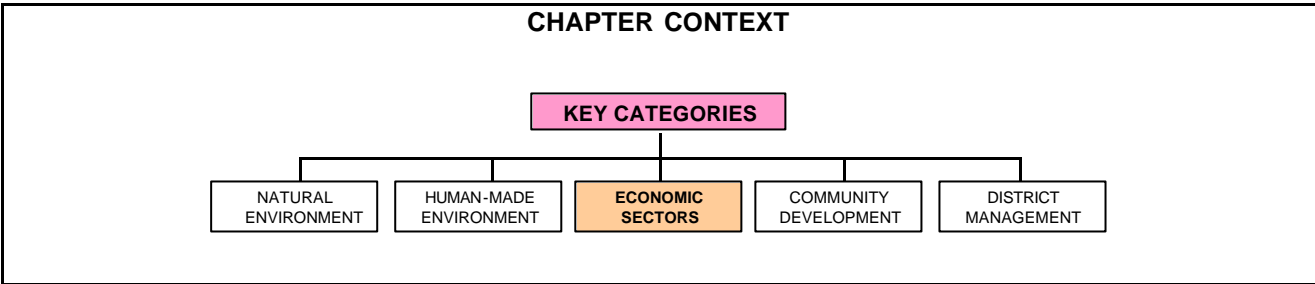 CHAPTER CONTEXT
KEY CATEGORIES
NATURAL
ENVIRONMENT
HUMAN-MADE
ENVIRONMENT
ECONOMIC
SECTORS
COMMUNITY
DEVELOPMENT
DISTRICT
MANAGEMENT